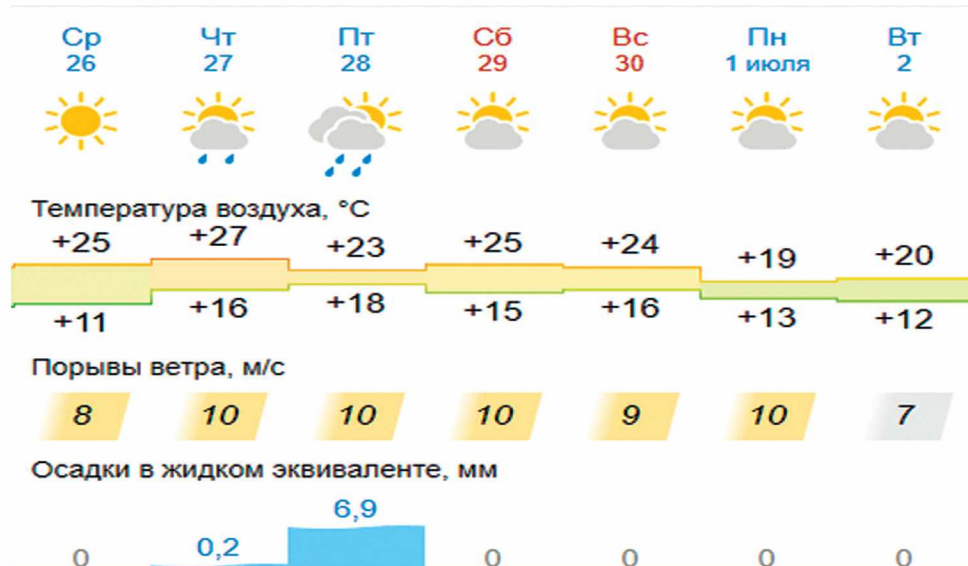 Ср Чт Пт Сб Вс Пн Вт
26 27 28 29 30 1 июля 2
Температура воздуха, °C
+25 +27 +23 +25 +24 +19 +20
+11 +16 +18 +15 +16 +13 +12
Порывы ветра, м/с
8 10 10 10 9 10 7
Осадки в жидком эквиваленте, мм
0 0,2 6,9 0 0 0 0